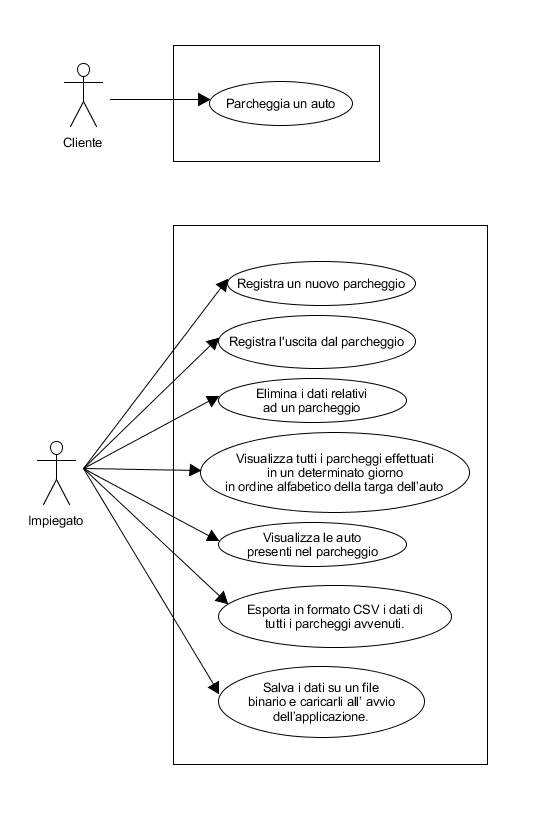 Parcheggia un auto
Cliente
Registra un nuovo parcheggio
Registra l'uscita dal parcheggio
Elimina i dati relativi
ad un parcheggio
Visualizza tutti i parcheggi effettuati
in un determinato giorno
in ordine alfabetico della targa dell'auto
Impiegato
Visualizza le auto
presenti nel parcheggio
Esporta in formato CSV i dati di
tutti i parcheggi avvenuti.
Salva i dati su un file
binario e caricarli all' avvio
dell'applicazione.